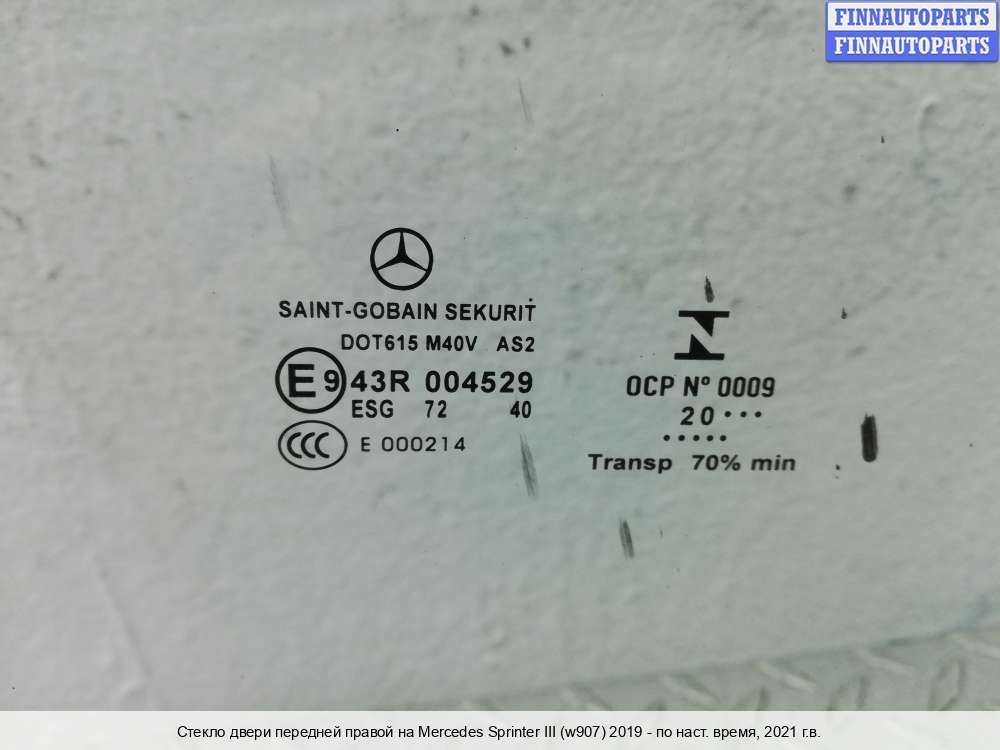 FINNAUTOPARTS
FINNAUTOPARTS
SAINT-GOBAIN SEKURIT
DOT615 M40V AS2
E9 43R 004529
ESG 72 40
CCC E 000214
OCP Nº 0009
20•••
•••••
Transp 70% min
Стекло двери передней правой на Mercedes Sprinter III (w907) 2019 - по наст. время, 2021 г.в.